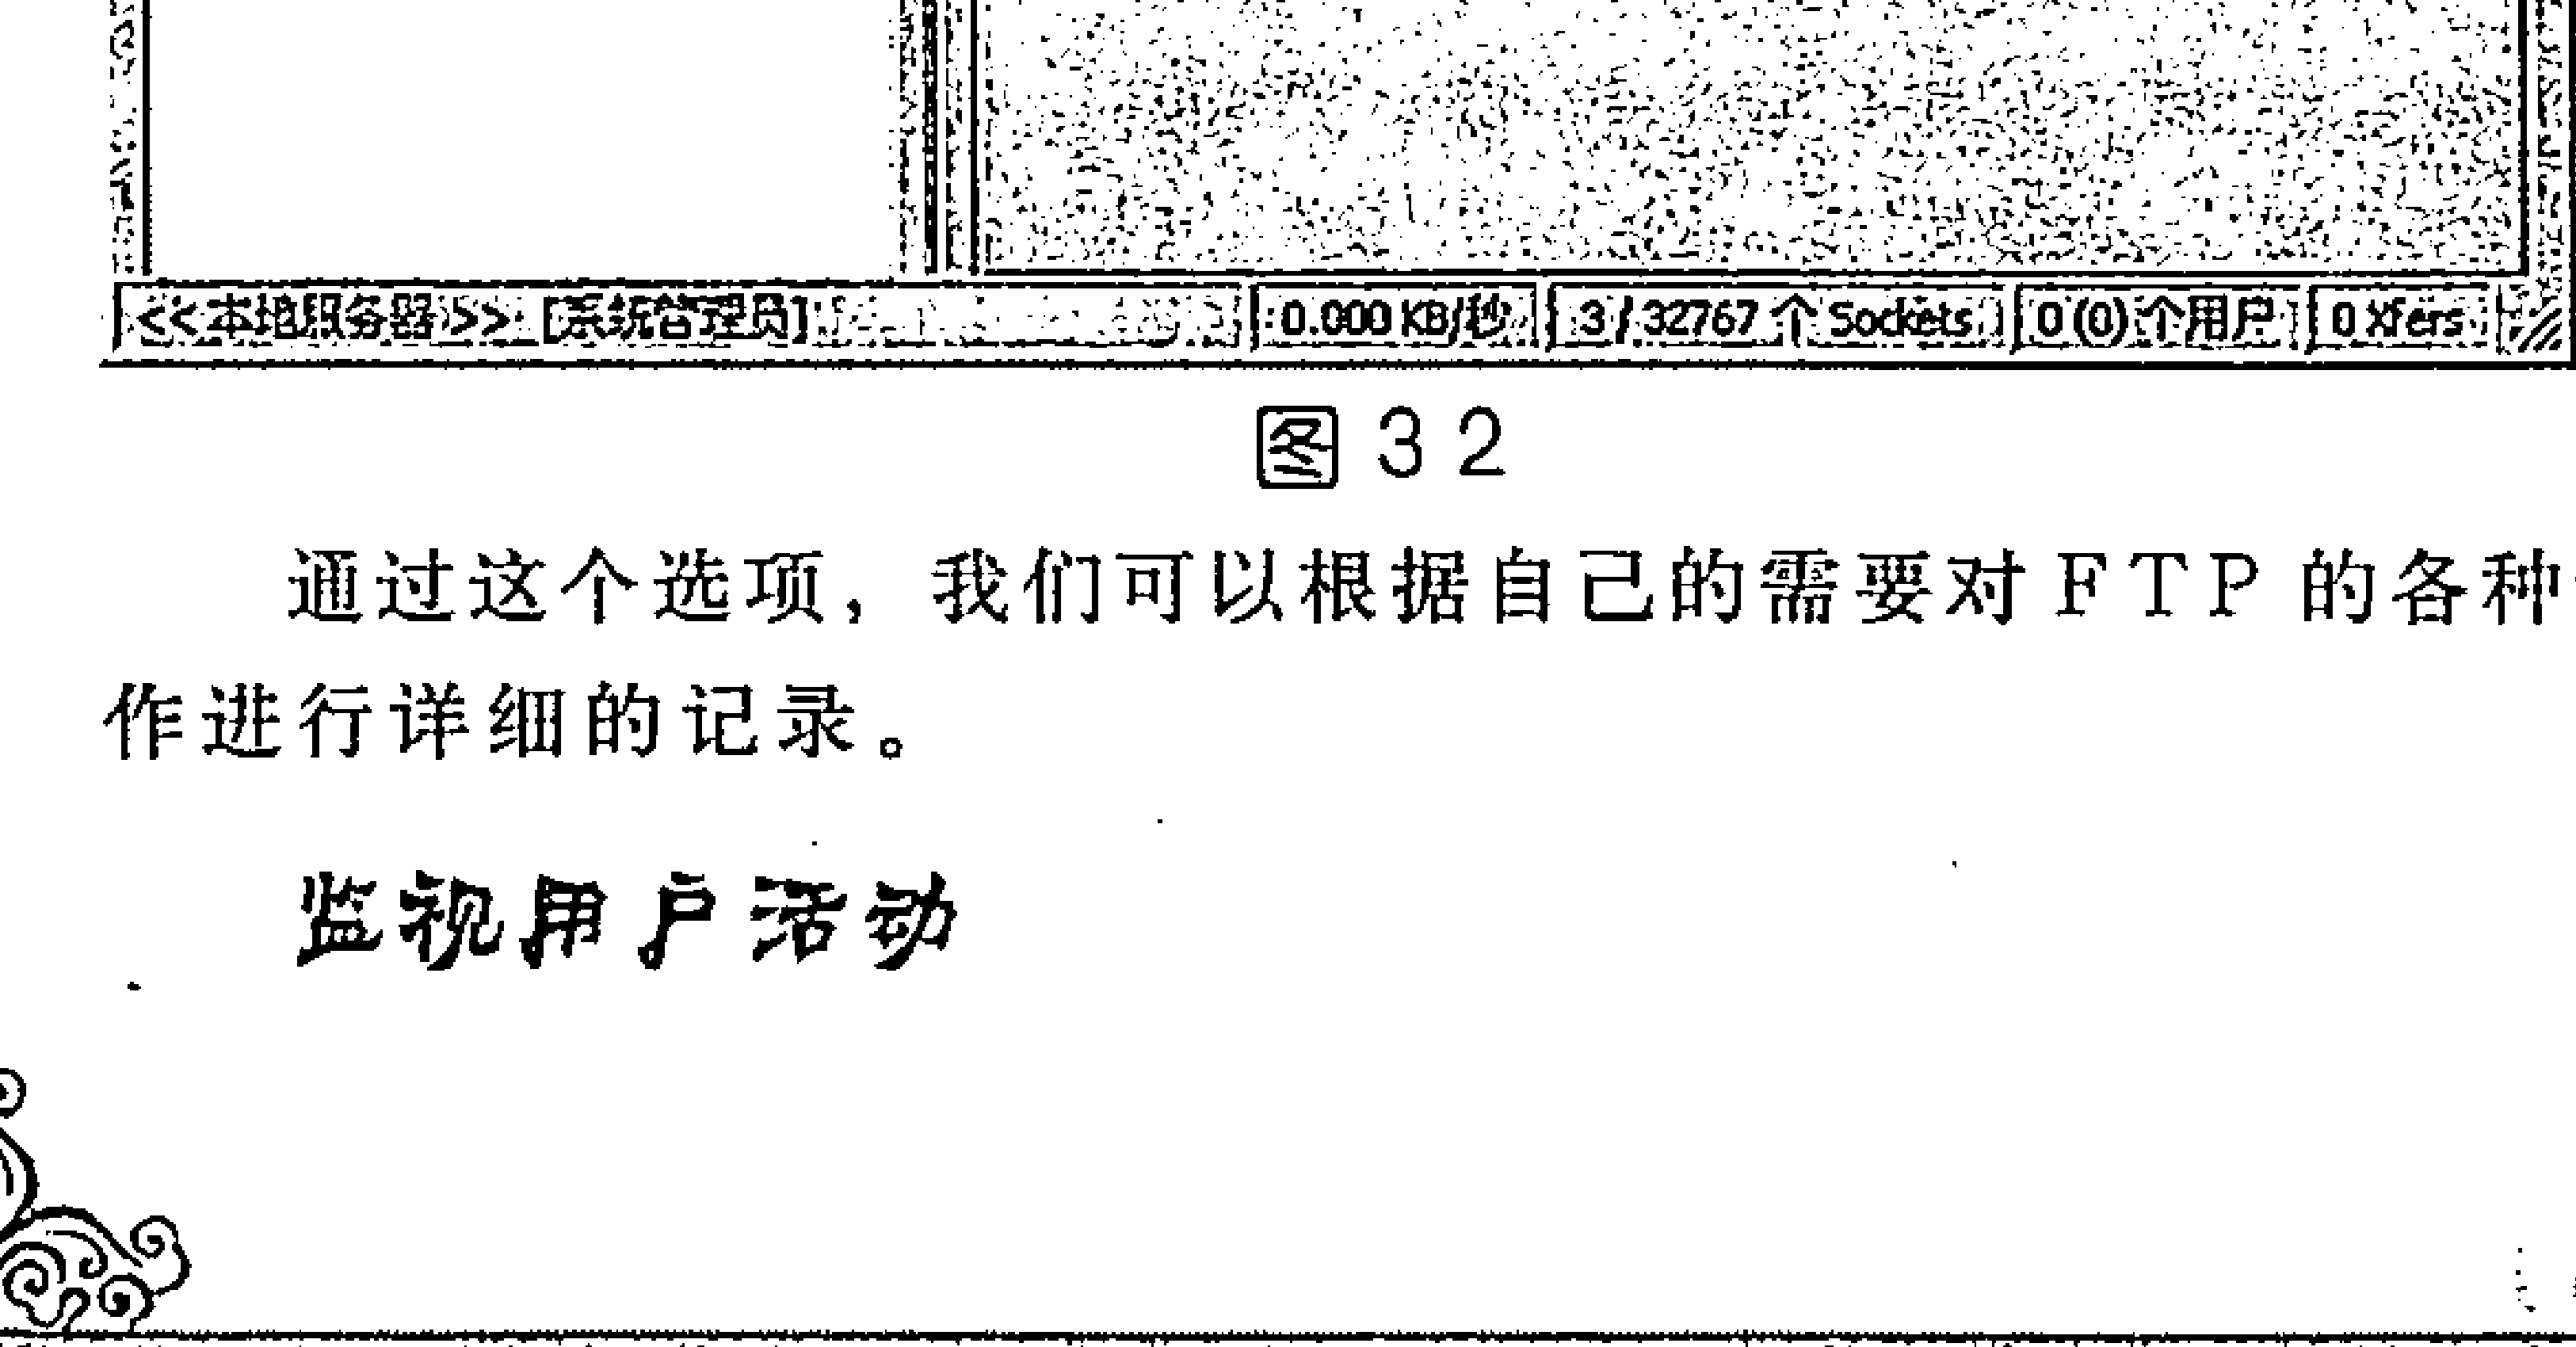 <<本地服务器>> [系统管理员] 0.000 KB/秒 3 / 32767 个 Sockets 0 (0) 个用户 0 Xfers
图 32
通过这个选项，我们可以根据自己的需要对 FTP 的各种
作进行详细的记录。
监视用户活动